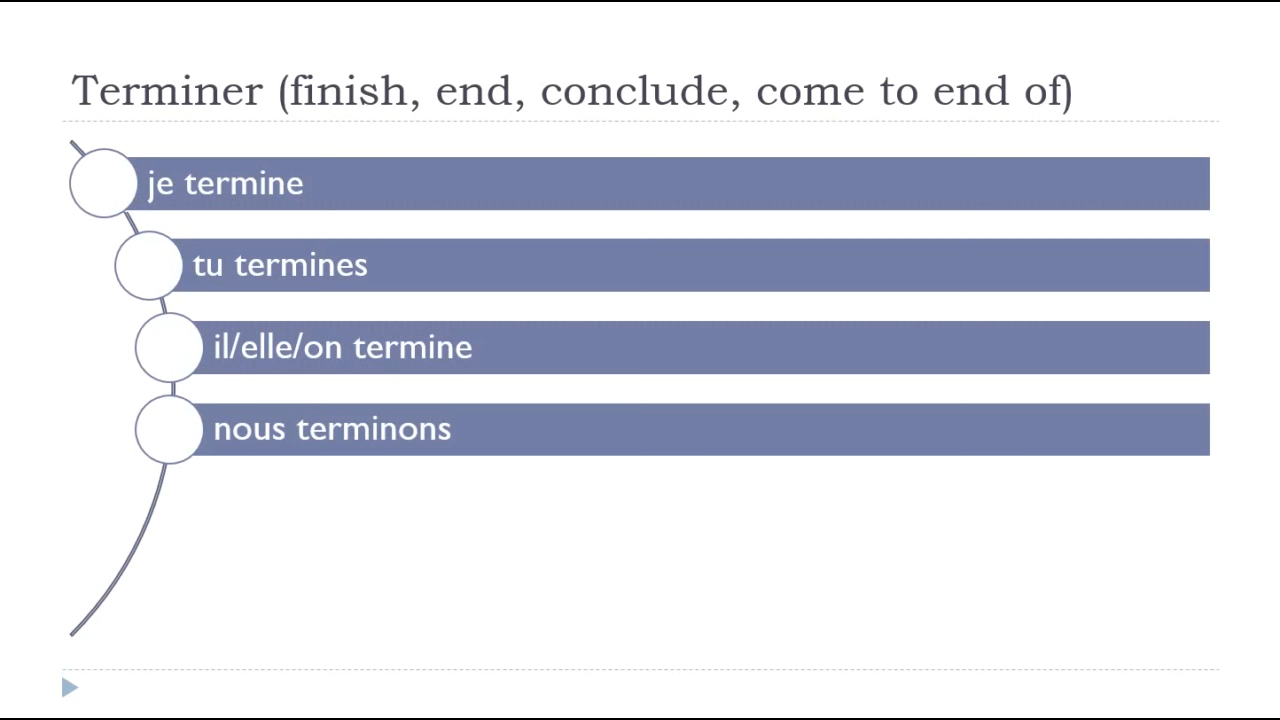 Terminer (finish, end, conclude, come to end of)
je termine
tu termines
il/elle/on termine
nous terminons